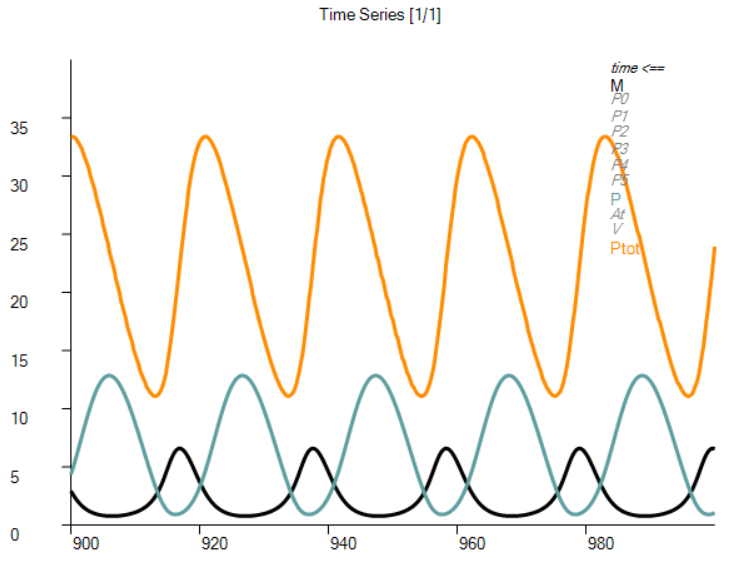 Time Series [1/1]
time <==
M
P0
P1
P2
P3
P4
P5
P
At
V
Ptot
35
30
25
20
15
10
5
0
900 920 940 960 980